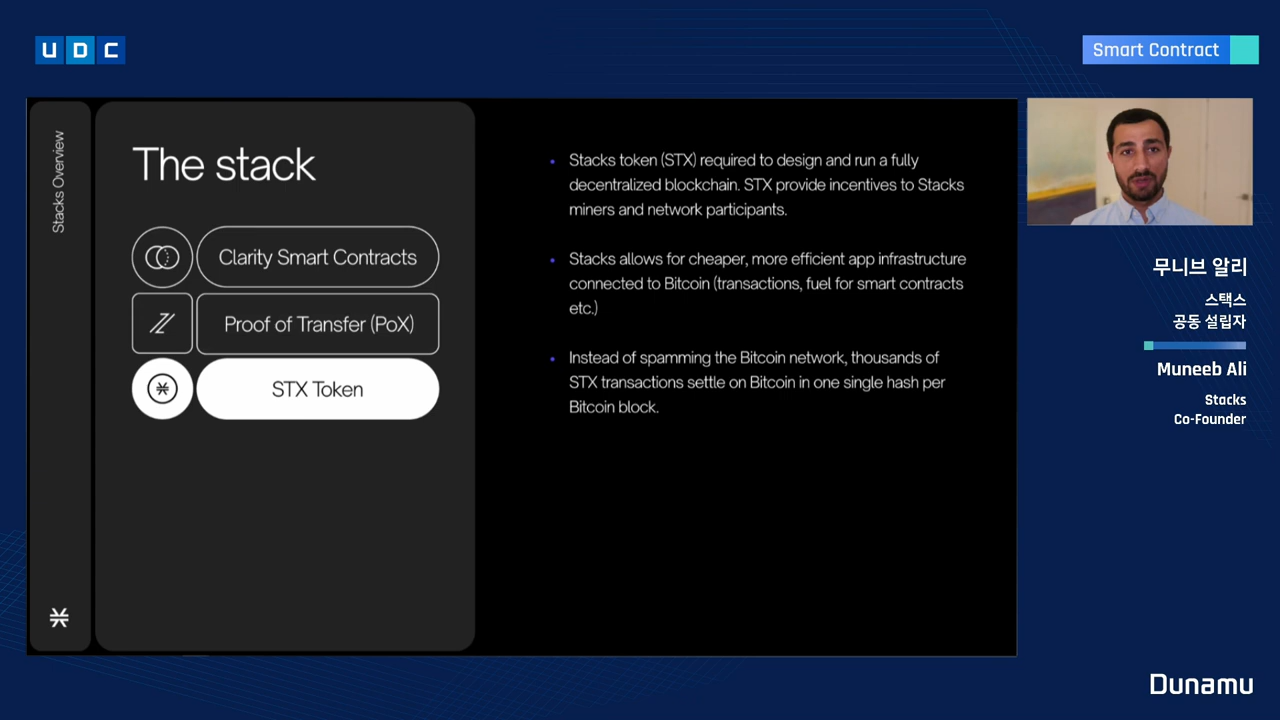 UDC
Smart Contract
Stacks Overview
The stack
Clarity Smart Contracts
Proof of Transfer (PoX)
STX Token
• Stacks token (STX) required to design and run a fully
decentralized blockchain. STX provide incentives to Stacks
miners and network participants.
• Stacks allows for cheaper, more efficient app infrastructure
connected to Bitcoin (transactions, fuel for smart contracts
etc.)
• Instead of spamming the Bitcoin network, thousands of
STX transactions settle on Bitcoin in one single hash per
Bitcoin block.
무니브 알리
스택스
공동 설립자
Muneeb Ali
Stacks
Co-Founder
Dunamu